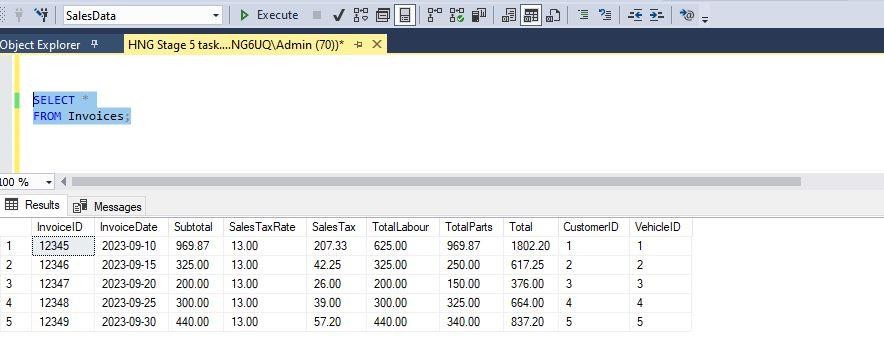 SalesData Execute
Object Explorer HNG Stage 5 task....NG6UQ\Admin (70))*
SELECT *
FROM Invoices;
100 %
Results Messages
InvoiceID InvoiceDate Subtotal SalesTaxRate SalesTax TotalLabour TotalParts Total CustomerID VehicleID
1 12345 2023-09-10 969.87 13.00 207.33 625.00 969.87 1802.20 1 1
2 12346 2023-09-15 325.00 13.00 42.25 325.00 250.00 617.25 2 2
3 12347 2023-09-20 200.00 13.00 26.00 200.00 150.00 376.00 3 3
4 12348 2023-09-25 300.00 13.00 39.00 300.00 325.00 664.00 4 4
5 12349 2023-09-30 440.00 13.00 57.20 440.00 340.00 837.20 5 5